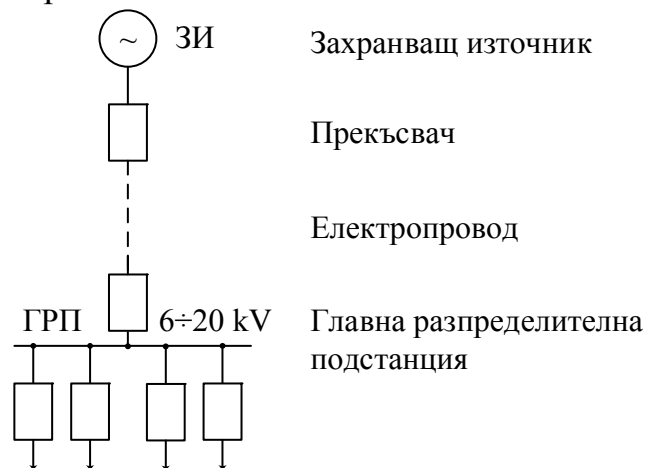 ~ ЗИ Захранващ източник
Прекъсвач
Електропровод
ГРП 6÷20 kV Главна разпределителна
подстанция